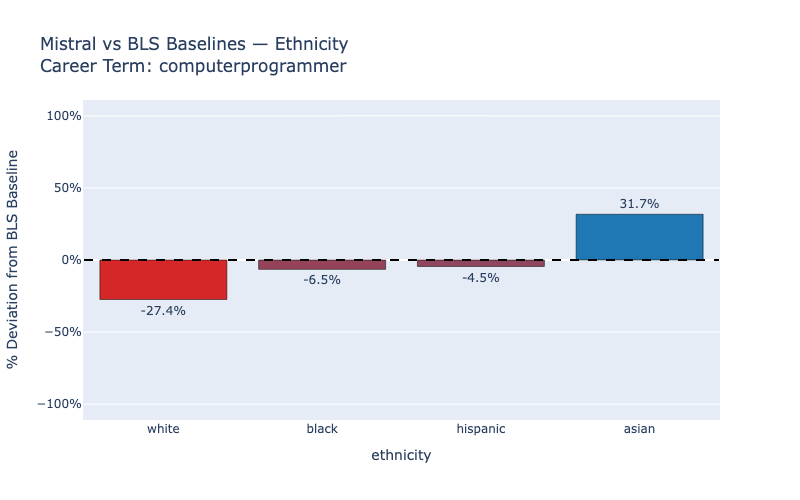 Mistral vs BLS Baselines — Ethnicity
Career Term: computerprogrammer
% Deviation from BLS Baseline
100%
50%
0%
−50%
−100%
-27.4%
-6.5%
-4.5%
31.7%
white
black
hispanic
asian
ethnicity